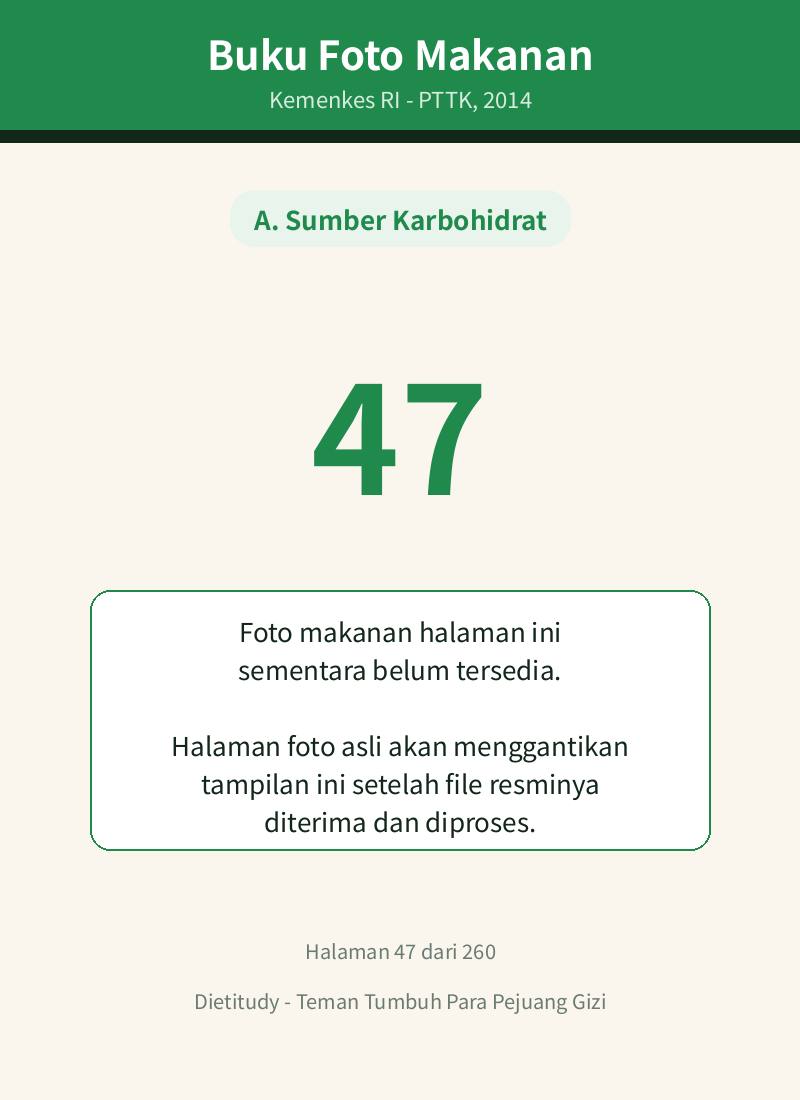 Buku Foto Makanan
Kemenkes RI - PTTK, 2014
A. Sumber Karbohidrat
47
Foto makanan halaman ini
sementara belum tersedia.
Halaman foto asli akan menggantikan
tampilan ini setelah file resminya
diterima dan diproses.
Halaman 47 dari 260
Dietitudy - Teman Tumbuh Para Pejuang Gizi